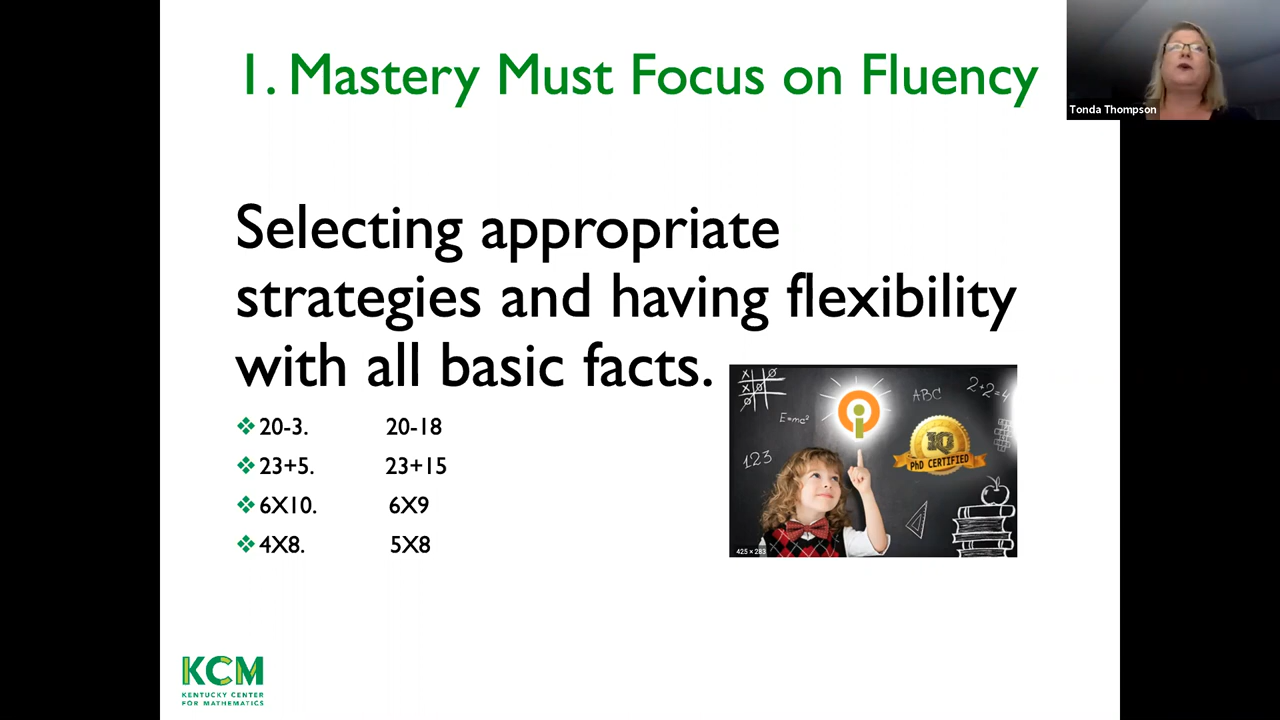 1. Mastery Must Focus on Fluency
Tonda Thompson
Selecting appropriate
strategies and having flexibility
with all basic facts.
20-3. 20-18
23+5. 23+15
6X10. 6X9
4X8. 5X8
X O
X O
O
E=mc²
ABC
2+2=4
123
IQ
PhD CERTIFIED
425 × 283
KCM
KENTUCKY CENTER
FOR MATHEMATICS